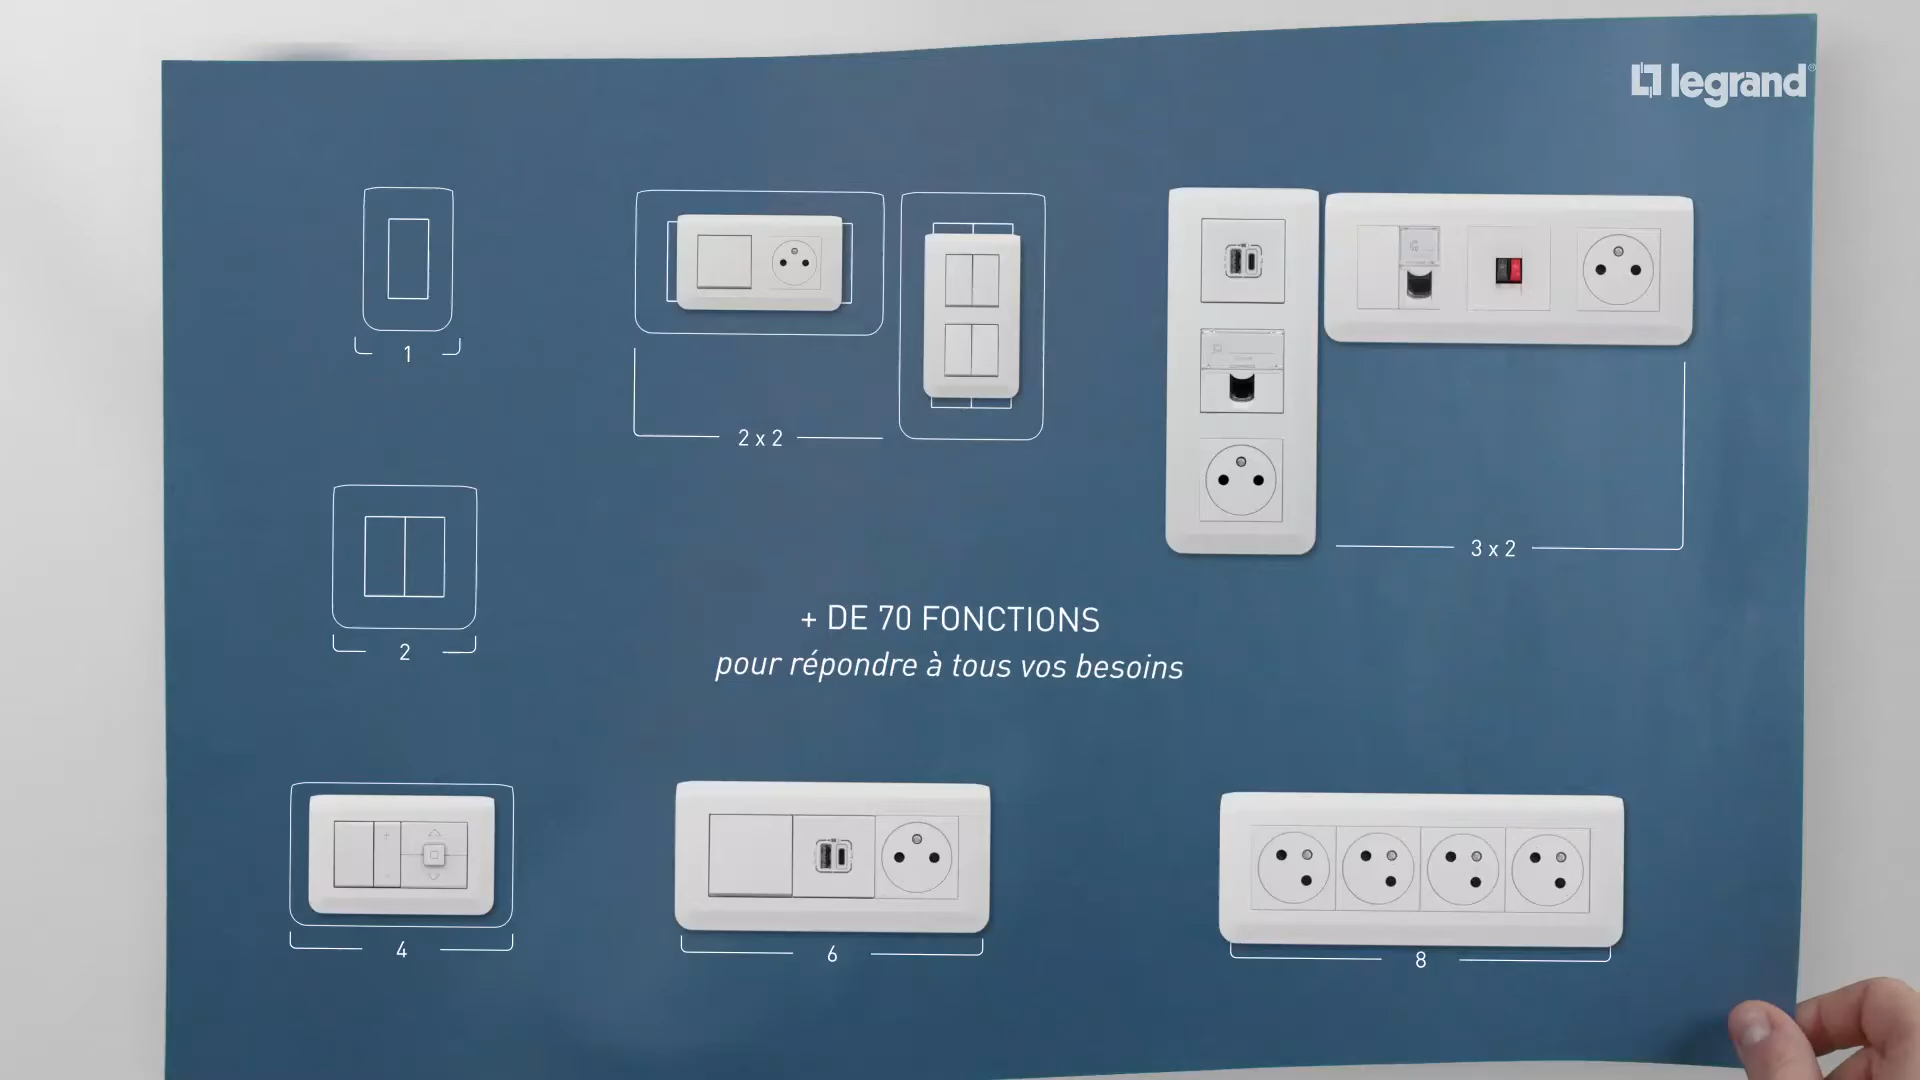 legrand®
1
2 x 2
3 x 2
2
+ DE 70 FONCTIONS
pour répondre à tous vos besoins
4
6
8